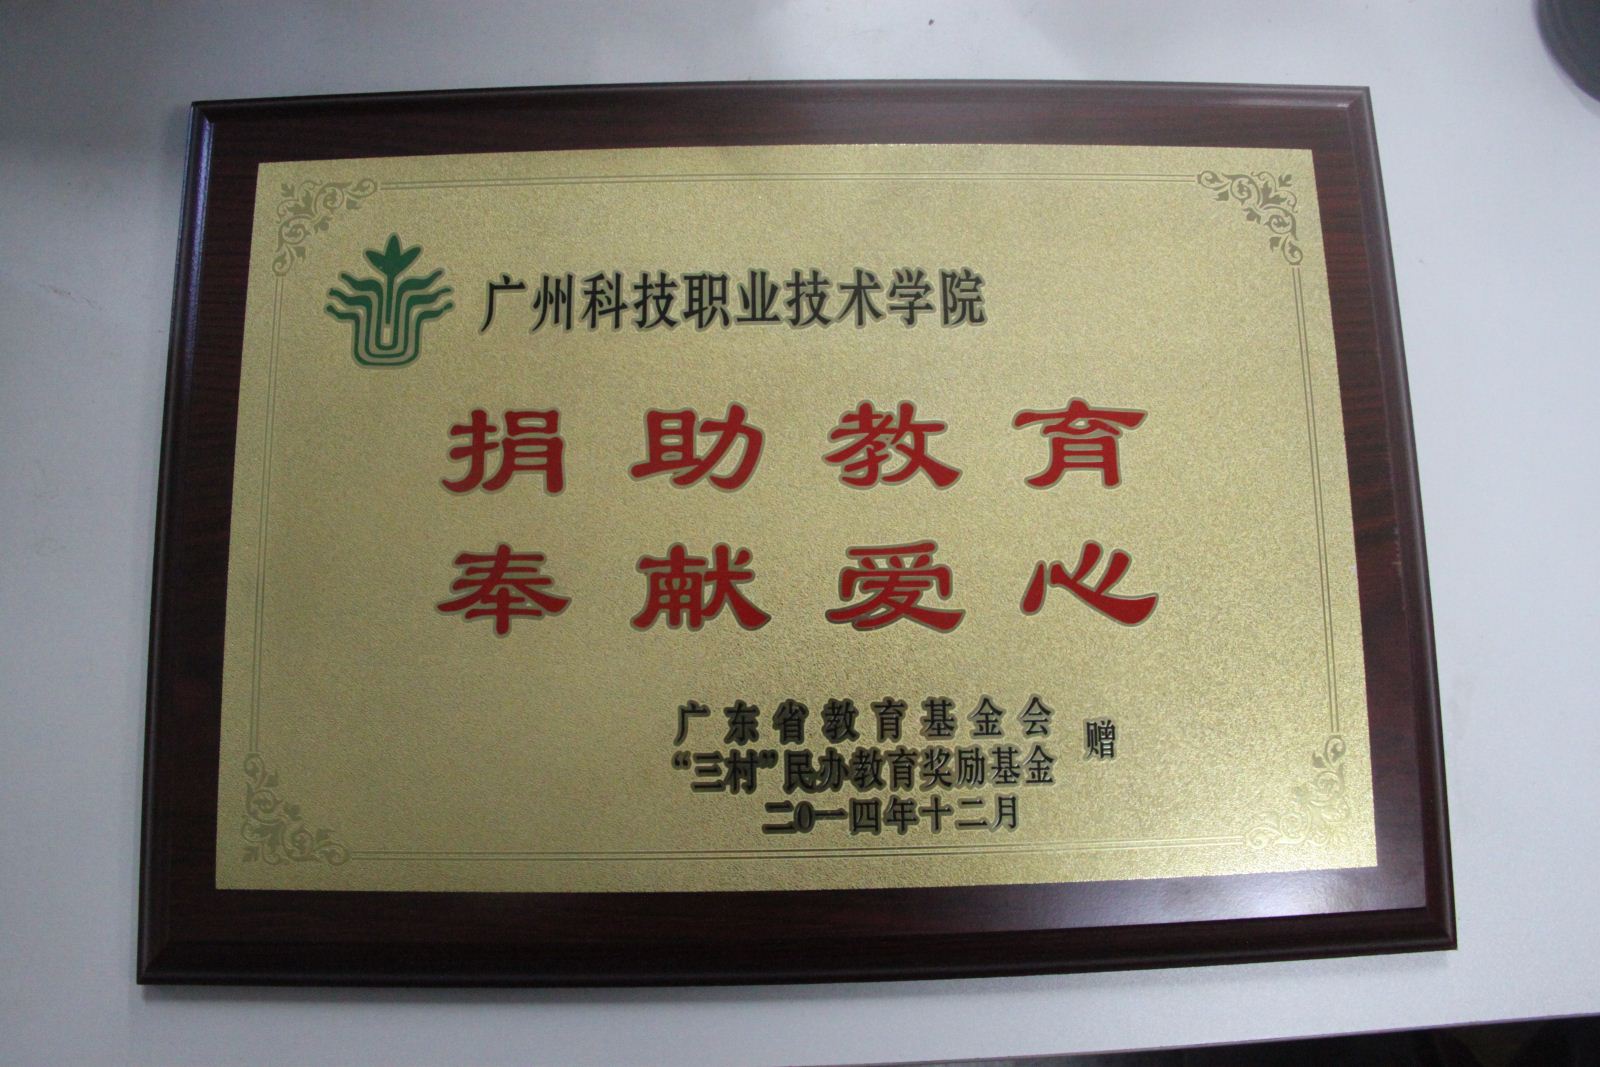 广州科技职业技术学院
捐助教育
奉献爱心
广东省教育基金会
“三村”民办教育奖励基金 赠
二0一四年十二月